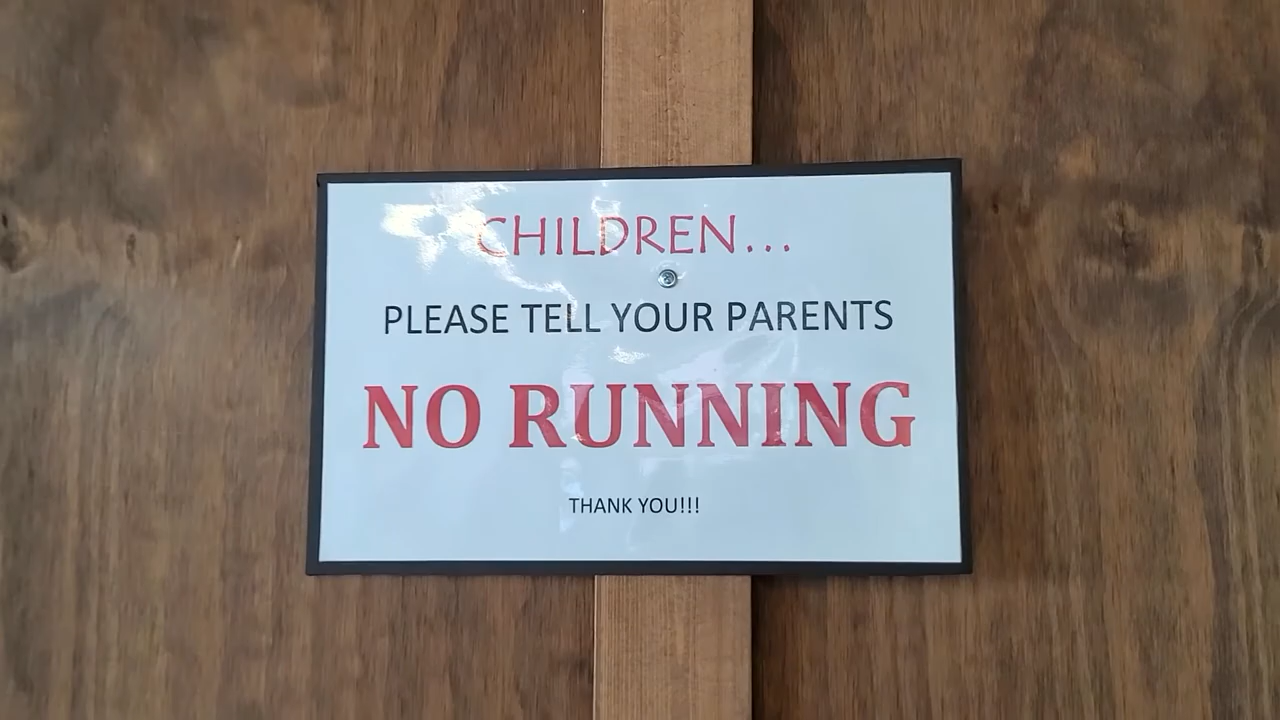 CHILDREN...
PLEASE TELL YOUR PARENTS
NO RUNNING
THANK YOU!!!